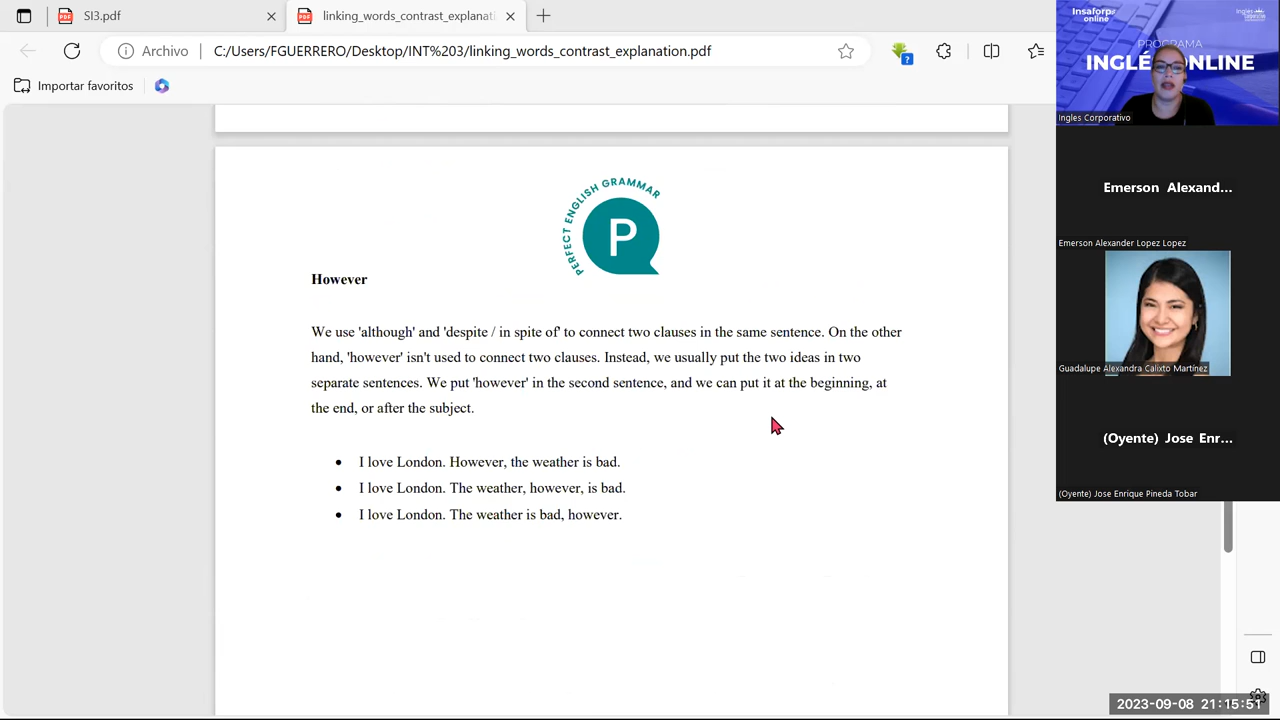 SI3.pdf
linking_words_contrast_explanati
Archivo
C:/Users/FGUERRERO/Desktop/INT%203/linking_words_contrast_explanation.pdf
Importar favoritos
PERFECT ENGLISH GRAMMAR
P
However
We use 'although' and 'despite / in spite of' to connect two clauses in the same sentence. On the other
hand, 'however' isn't used to connect two clauses. Instead, we usually put the two ideas in two
separate sentences. We put 'however' in the second sentence, and we can put it at the beginning, at
the end, or after the subject.
• I love London. However, the weather is bad.
• I love London. The weather, however, is bad.
• I love London. The weather is bad, however.
Insaforp
online
Inglés
PROGRAMA
INGLÉ ONLINE
Ingles Corporativo
Emerson Alexand...
Emerson Alexander Lopez Lopez
Guadalupe Alexandra Calixto Martínez
(Oyente) Jose Enr...
(Oyente) Jose Enrique Pineda Tobar
2023-09-08 21:15:51